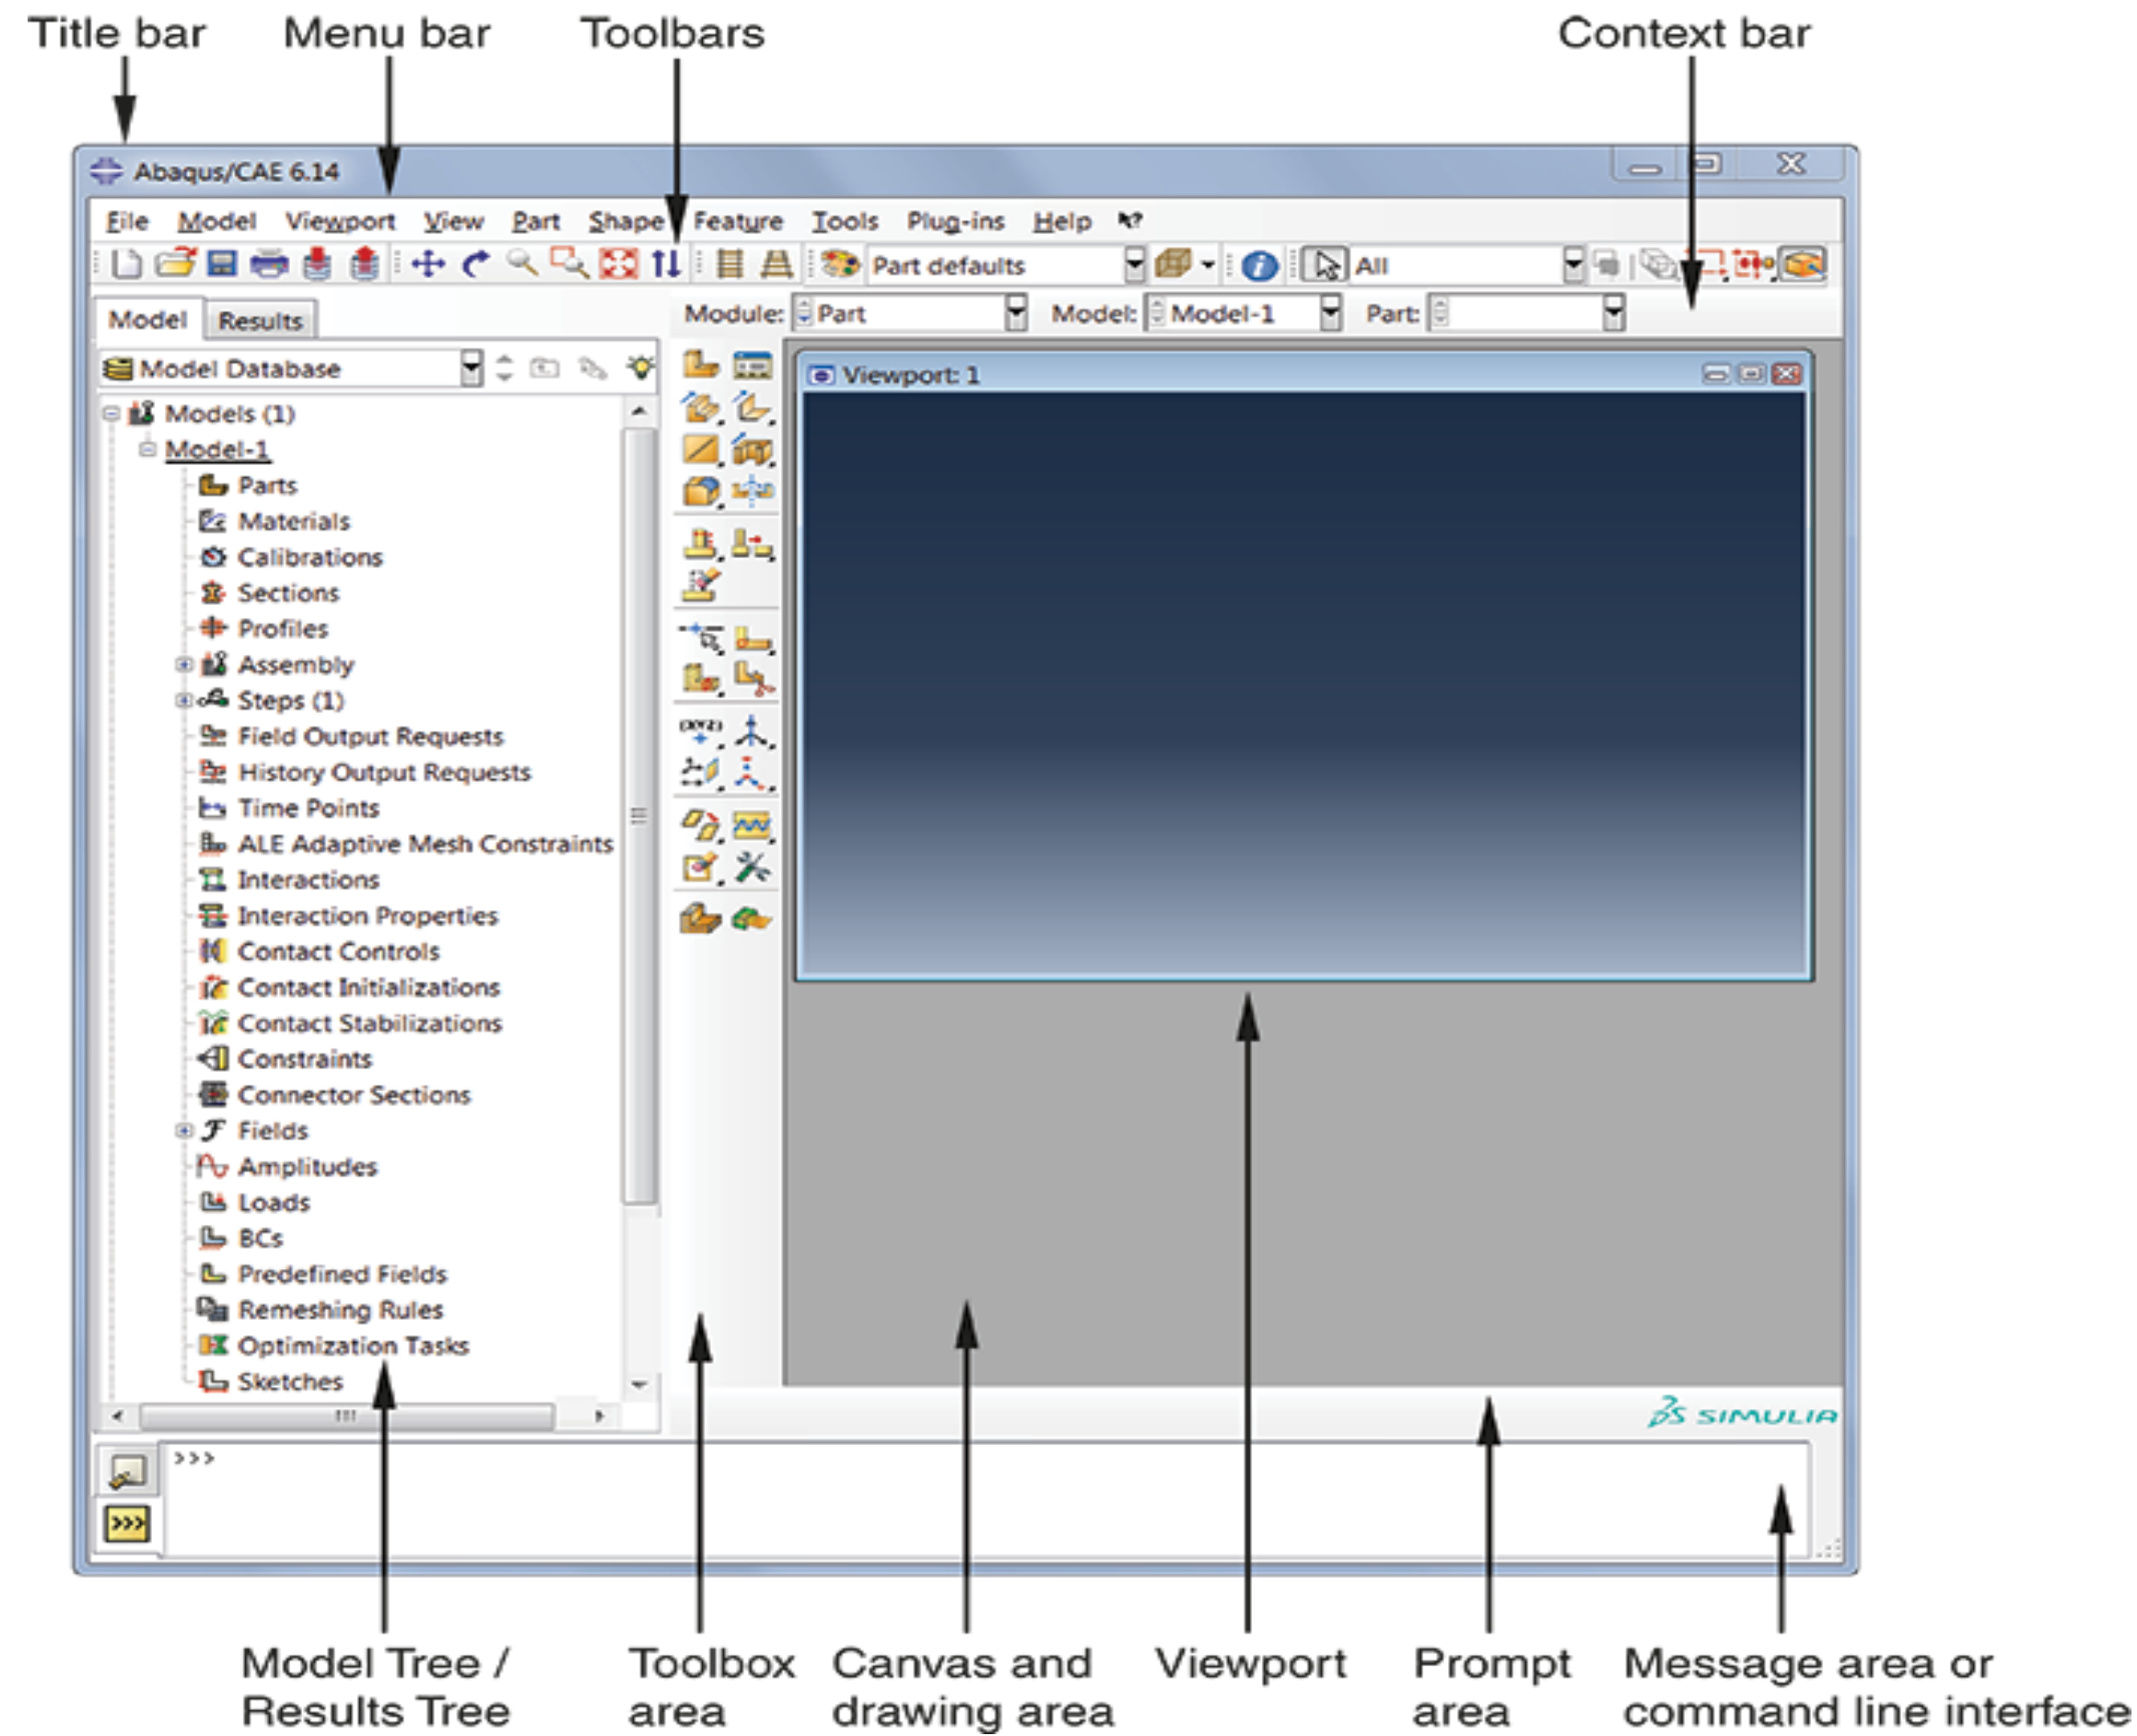 Title bar
Menu bar
Toolbars
Context bar
Abaqus/CAE 6.14
File Model Viewport View Part Shape Feature Tools Plug-ins Help
Part defaults
All
Model Results
Module: Part Model: Model-1 Part:
Model Database
Viewport: 1
Models (1)
Model-1
Parts
Materials
Calibrations
Sections
Profiles
Assembly
Steps (1)
Field Output Requests
History Output Requests
Time Points
ALE Adaptive Mesh Constraints
Interactions
Interaction Properties
Contact Controls
Contact Initializations
Contact Stabilizations
Constraints
Connector Sections
Fields
Amplitudes
Loads
BCs
Predefined Fields
Remeshing Rules
Optimization Tasks
Sketches
(XYZ)
SIMULIA
>>>
>>>
Model Tree /
Results Tree
Toolbox
area
Canvas and
drawing area
Viewport
Prompt
area
Message area or
command line interface